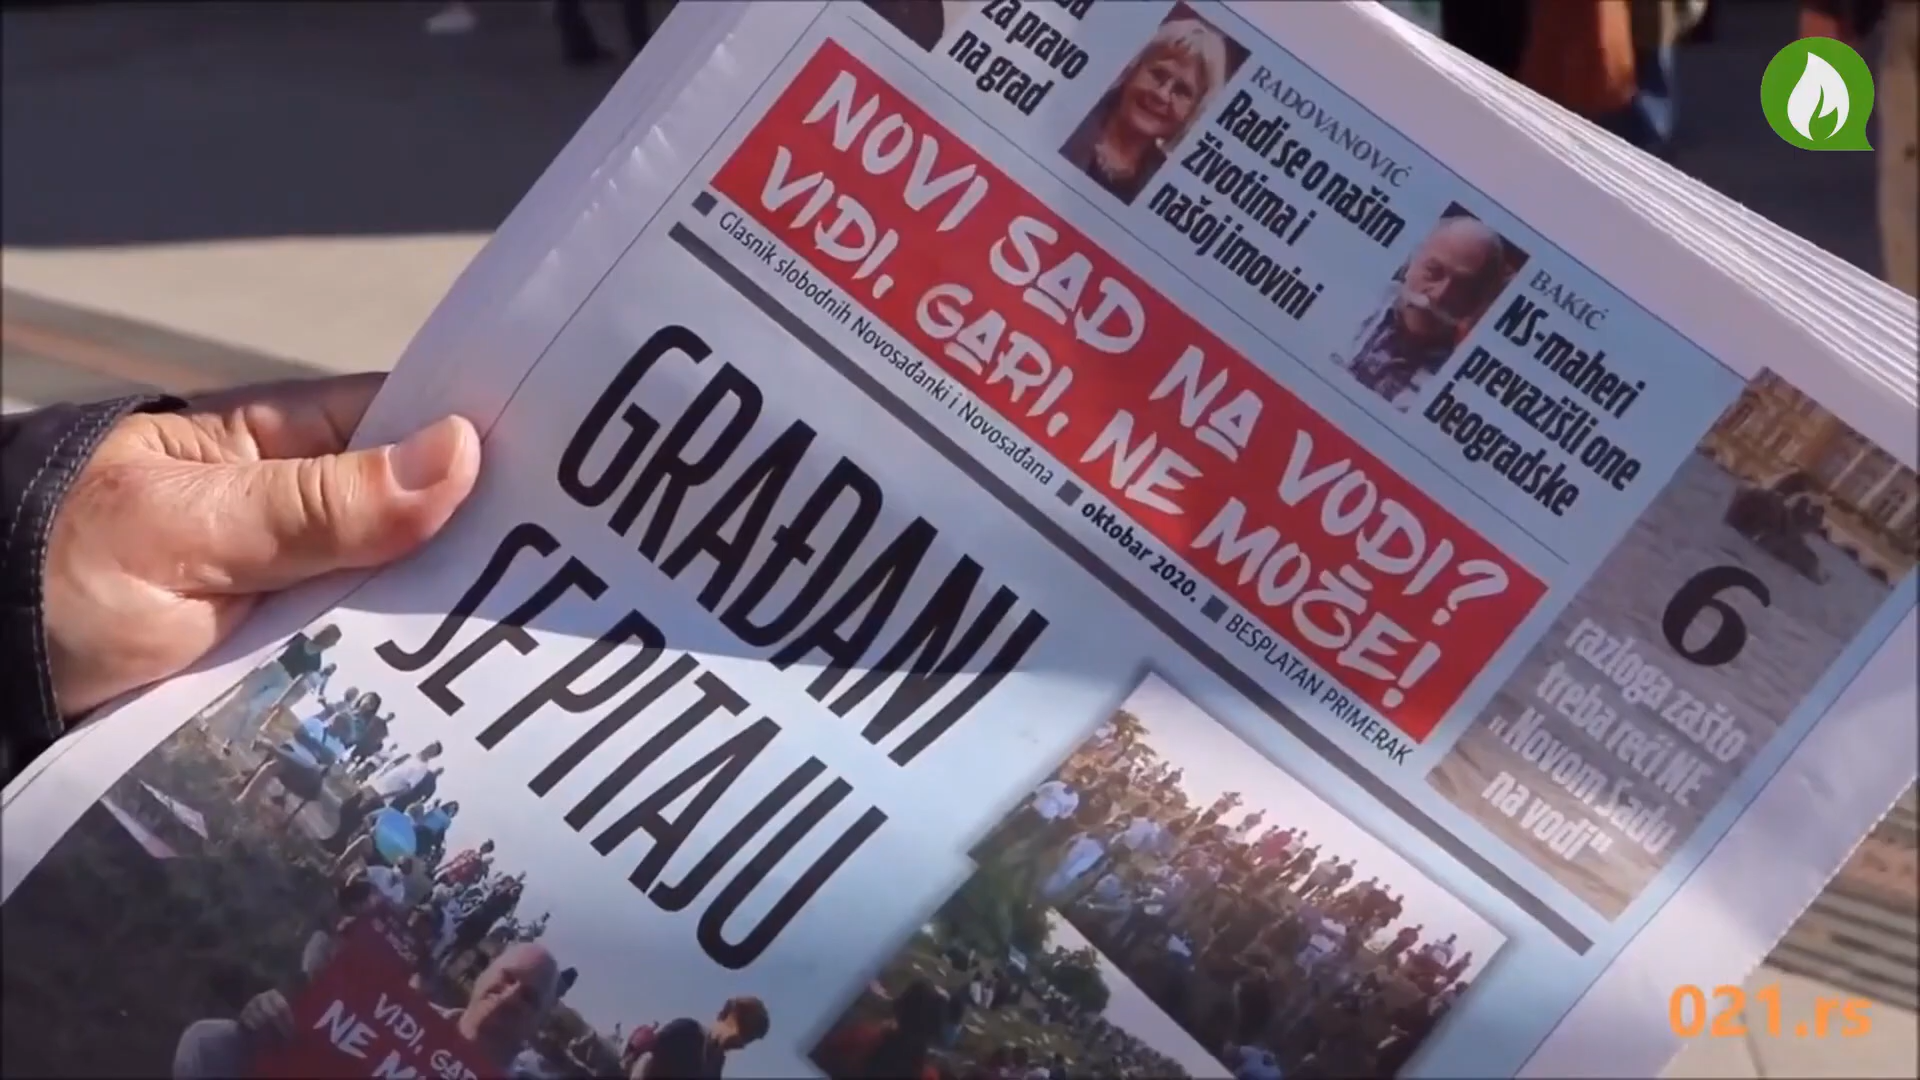 za pravo
na grad
RADOVANOVIĆ
Radi se o našim
životima i
našoj imovini
BAKIĆ
NS-maheri
prevazišli one
beogradske
NOVI SAD NA VODI?
VIDI, GARI, NE MOŽE!
Glasnik slobodnih Novosađanki i Novosađana ■ oktobar 2020. ■ BESPLATAN PRIMERAK
6
razloga zašto
treba reći NE
„Novom Sadu
na vodi"
GRAĐANI
SE PITAJU
VIDI, GAR
NE M
021.rs